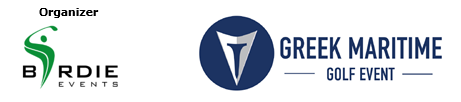 Organizer
BIRDIE
EVENTS
GREEK MARITIME
GOLF EVENT